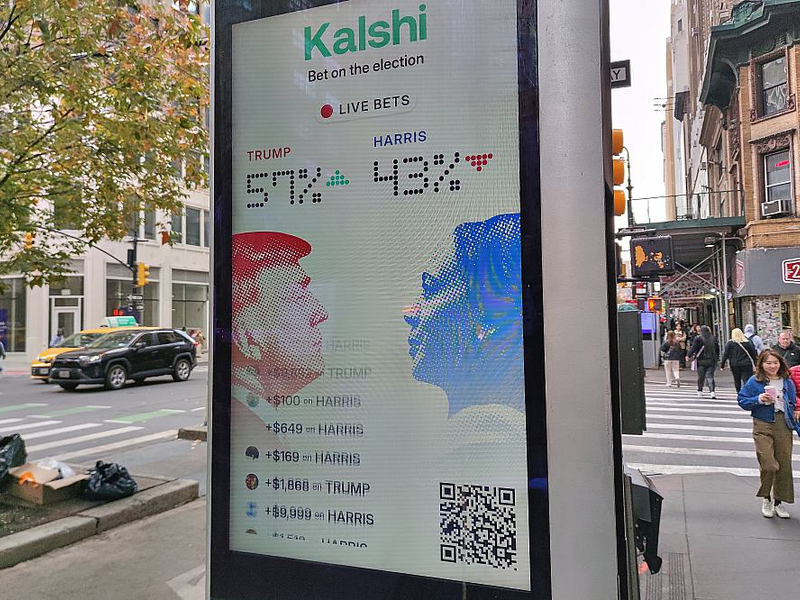 Kalshi
Bet on the election
LIVE BETS
TRUMP
57%
HARRIS
43%
HARRIS
TRUMP
+$100 on HARRIS
+$649 on HARRIS
+$169 on HARRIS
+$1,868 on TRUMP
+$9,999 on HARRIS
HARRIS